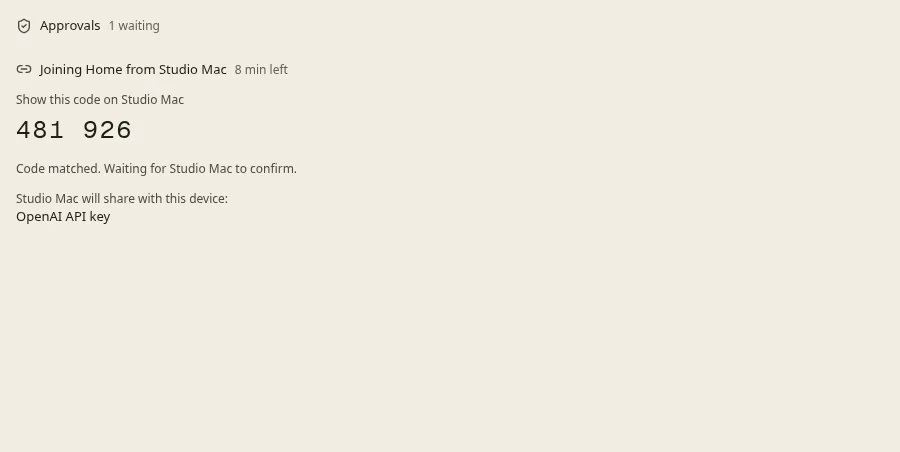 Approvals 1 waiting
Joining Home from Studio Mac 8 min left
Show this code on Studio Mac
481 926
Code matched. Waiting for Studio Mac to confirm.
Studio Mac will share with this device:
OpenAI API key